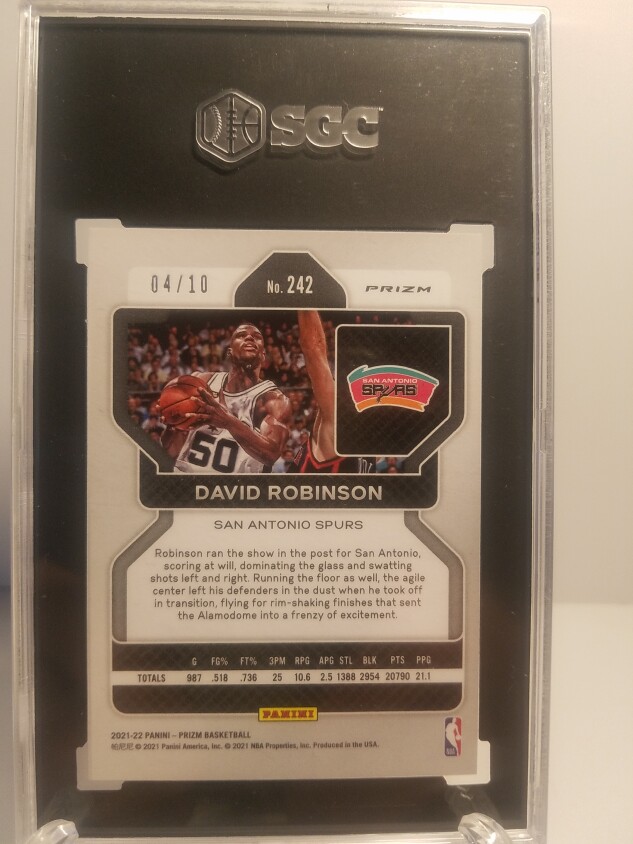 SGC
04/10
No. 242
PRIZM
SAN ANTONIO
SPURS
50
DAVID ROBINSON
SAN ANTONIO SPURS
Robinson ran the show in the post for San Antonio,
scoring at will, dominating the glass and swatting
shots left and right. Running the floor as well, the agile
center left his defenders in the dust when he took off
in transition, flying for rim-shaking finishes that sent
the Alamodome into a frenzy of excitement.
G FG% FT% 3PM RPG APG STL BLK PTS PPG
TOTALS 987 .518 .736 25 10.6 2.5 1388 2954 20790 21.1
PANINI
2021-22 PANINI – PRIZM BASKETBALL
帕尼尼 © 2021 Panini America, Inc. © 2021 NBA Properties, Inc. Produced in the USA.